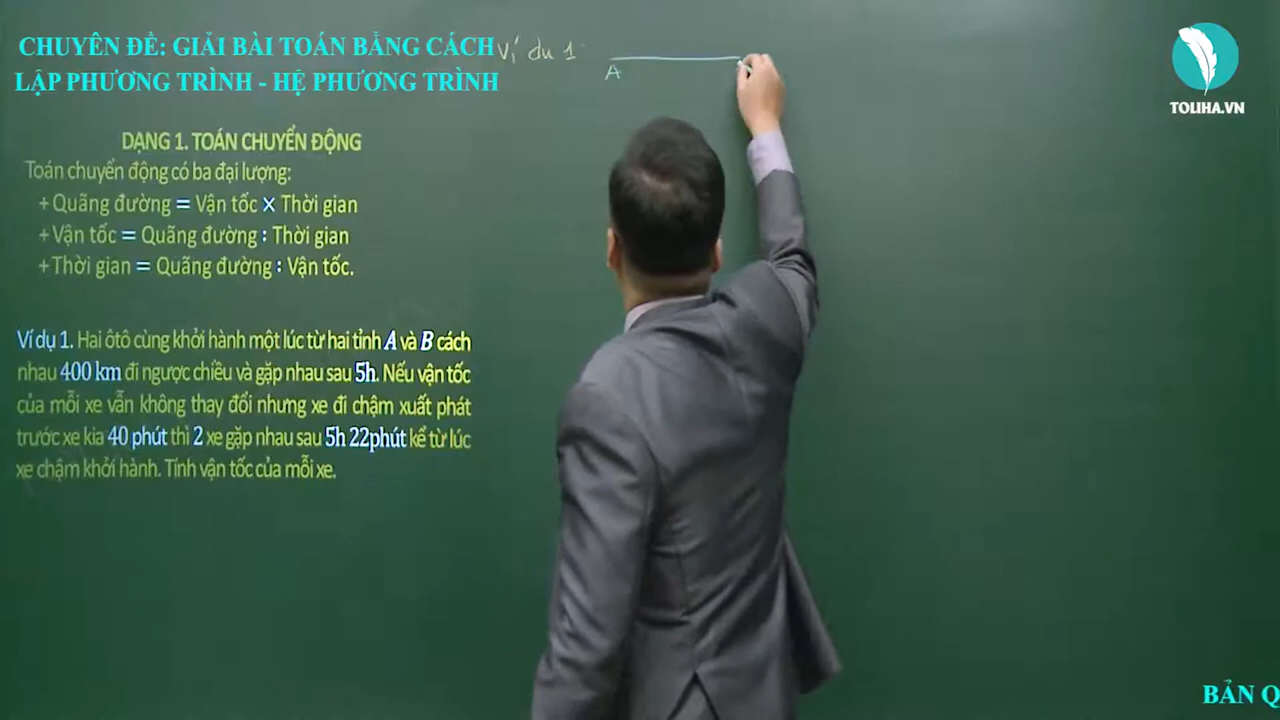 CHUYÊN ĐỀ: GIẢI BÀI TOÁN BẰNG CÁCH
LẬP PHƯƠNG TRÌNH - HỆ PHƯƠNG TRÌNH
Ví du 1
A
TOLIHA.VN
DẠNG 1. TOÁN CHUYỂN ĐỘNG
Toán chuyển động có ba đại lượng:
+ Quãng đường = Vận tốc × Thời gian
+ Vận tốc = Quãng đường : Thời gian
+ Thời gian = Quãng đường : Vận tốc.
Ví dụ 1. Hai ôtô cùng khởi hành một lúc từ hai tỉnh A và B cách
nhau 400 km đi ngược chiều và gặp nhau sau 5h. Nếu vận tốc
của mỗi xe vẫn không thay đổi nhưng xe đi chậm xuất phát
trước xe kia 40 phút thì 2 xe gặp nhau sau 5h 22phút kể từ lúc
xe chậm khởi hành. Tính vận tốc của mỗi xe.
BẢN Q